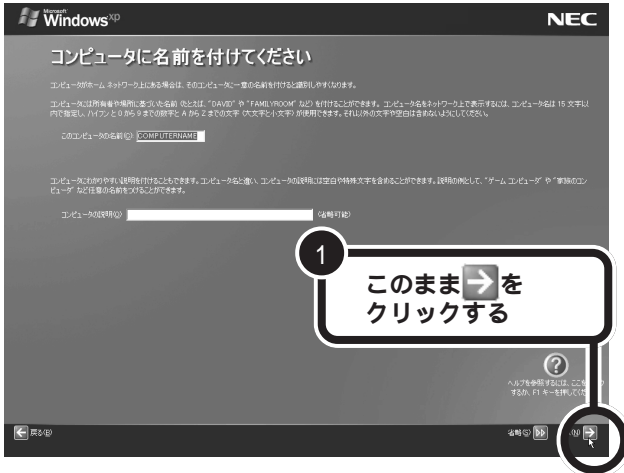 Microsoft
Windows xp
NEC
コンピュータに名前を付けてください
コンピュータがホーム ネットワーク上にある場合は、そのコンピュータに一意の名前を付けると識別しやすくなります。
コンピュータには所有者や場所に基づいた名前 (たとえば、"DAVID" や "FAMILYROOM" など) を付けることができます。コンピュータ名をネットワーク上で表示するには、コンピュータ名は 15 文字以
内で指定し、ハイフンと 0 から 9 までの数字と A から Z までの文字 (大文字と小文字) が使用できます。それ以外の文字や空白は含めないようにしてください。
このコンピュータの名前(C) COMPUTERNAME
コンピュータにわかりやすい説明を付けることもできます。コンピュータ名と違い、コンピュータの説明には空白や特殊文字を含めることができます。説明の例として、"ゲーム コンピュータ" や "家族のコン
ピュータ" など任意の名前をつけることができます。
コンピュータの説明(O) (省略可能)
1
このまま→を
クリックする
?
ヘルプを参照するには、ここを
するか、F1 キーを押してくだ
戻る(B)
省略(S)
(N)